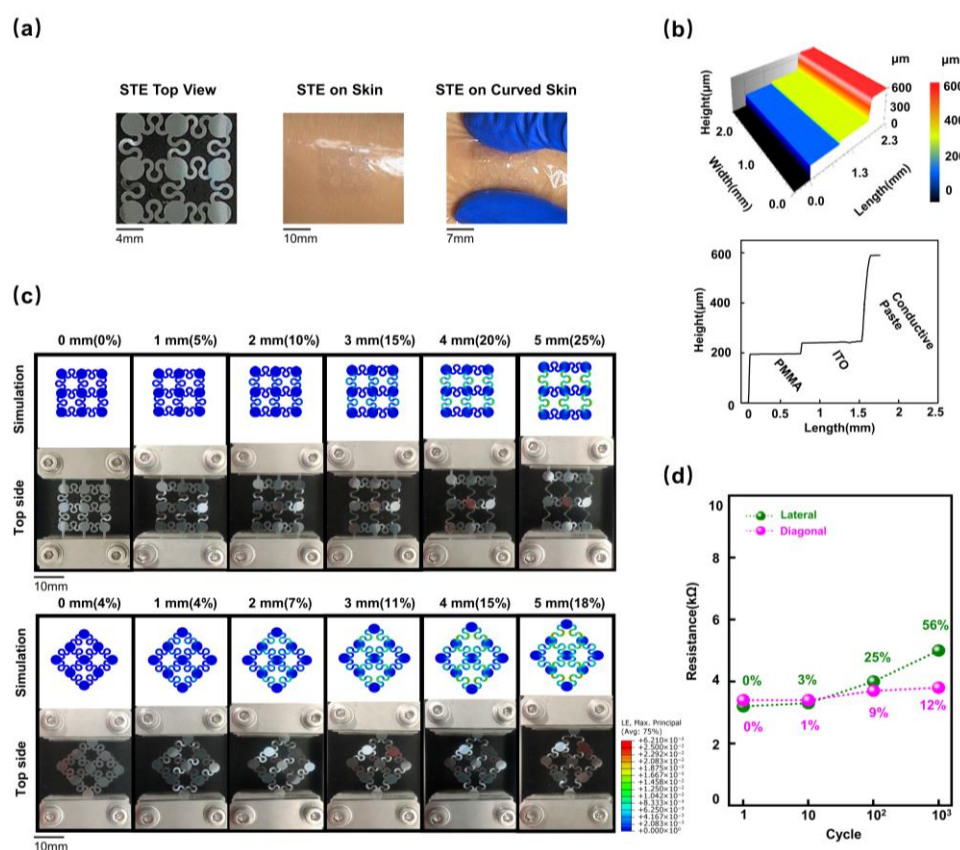 (a)
STE Top View
STE on Skin
STE on Curved Skin
4mm
10mm
7mm
(b)
Height(μm)
2.0
Width(mm)
1.0
0.0
0.0
1.3
Length(mm)
2.3
μm
600
300
0
μm
600
400
200
0
Height(μm)
600
400
200
0
PMMA
ITO
Conductive
Paste
0
0.5
1
1.5
2
2.5
Length(mm)
(c)
0 mm(0%)
1 mm(5%)
2 mm(10%)
3 mm(15%)
4 mm(20%)
5 mm(25%)
Simulation
Top side
10mm
0 mm(4%)
1 mm(4%)
2 mm(7%)
3 mm(11%)
4 mm(15%)
5 mm(18%)
Simulation
Top side
10mm
LE, Max. Principal
(Avg: 75%)
(d)
Resistance(kΩ)
10
8
6
4
2
0
Lateral
Diagonal
0%
3%
25%
56%
0%
1%
9%
12%
1
10
10²
10³
Cycle